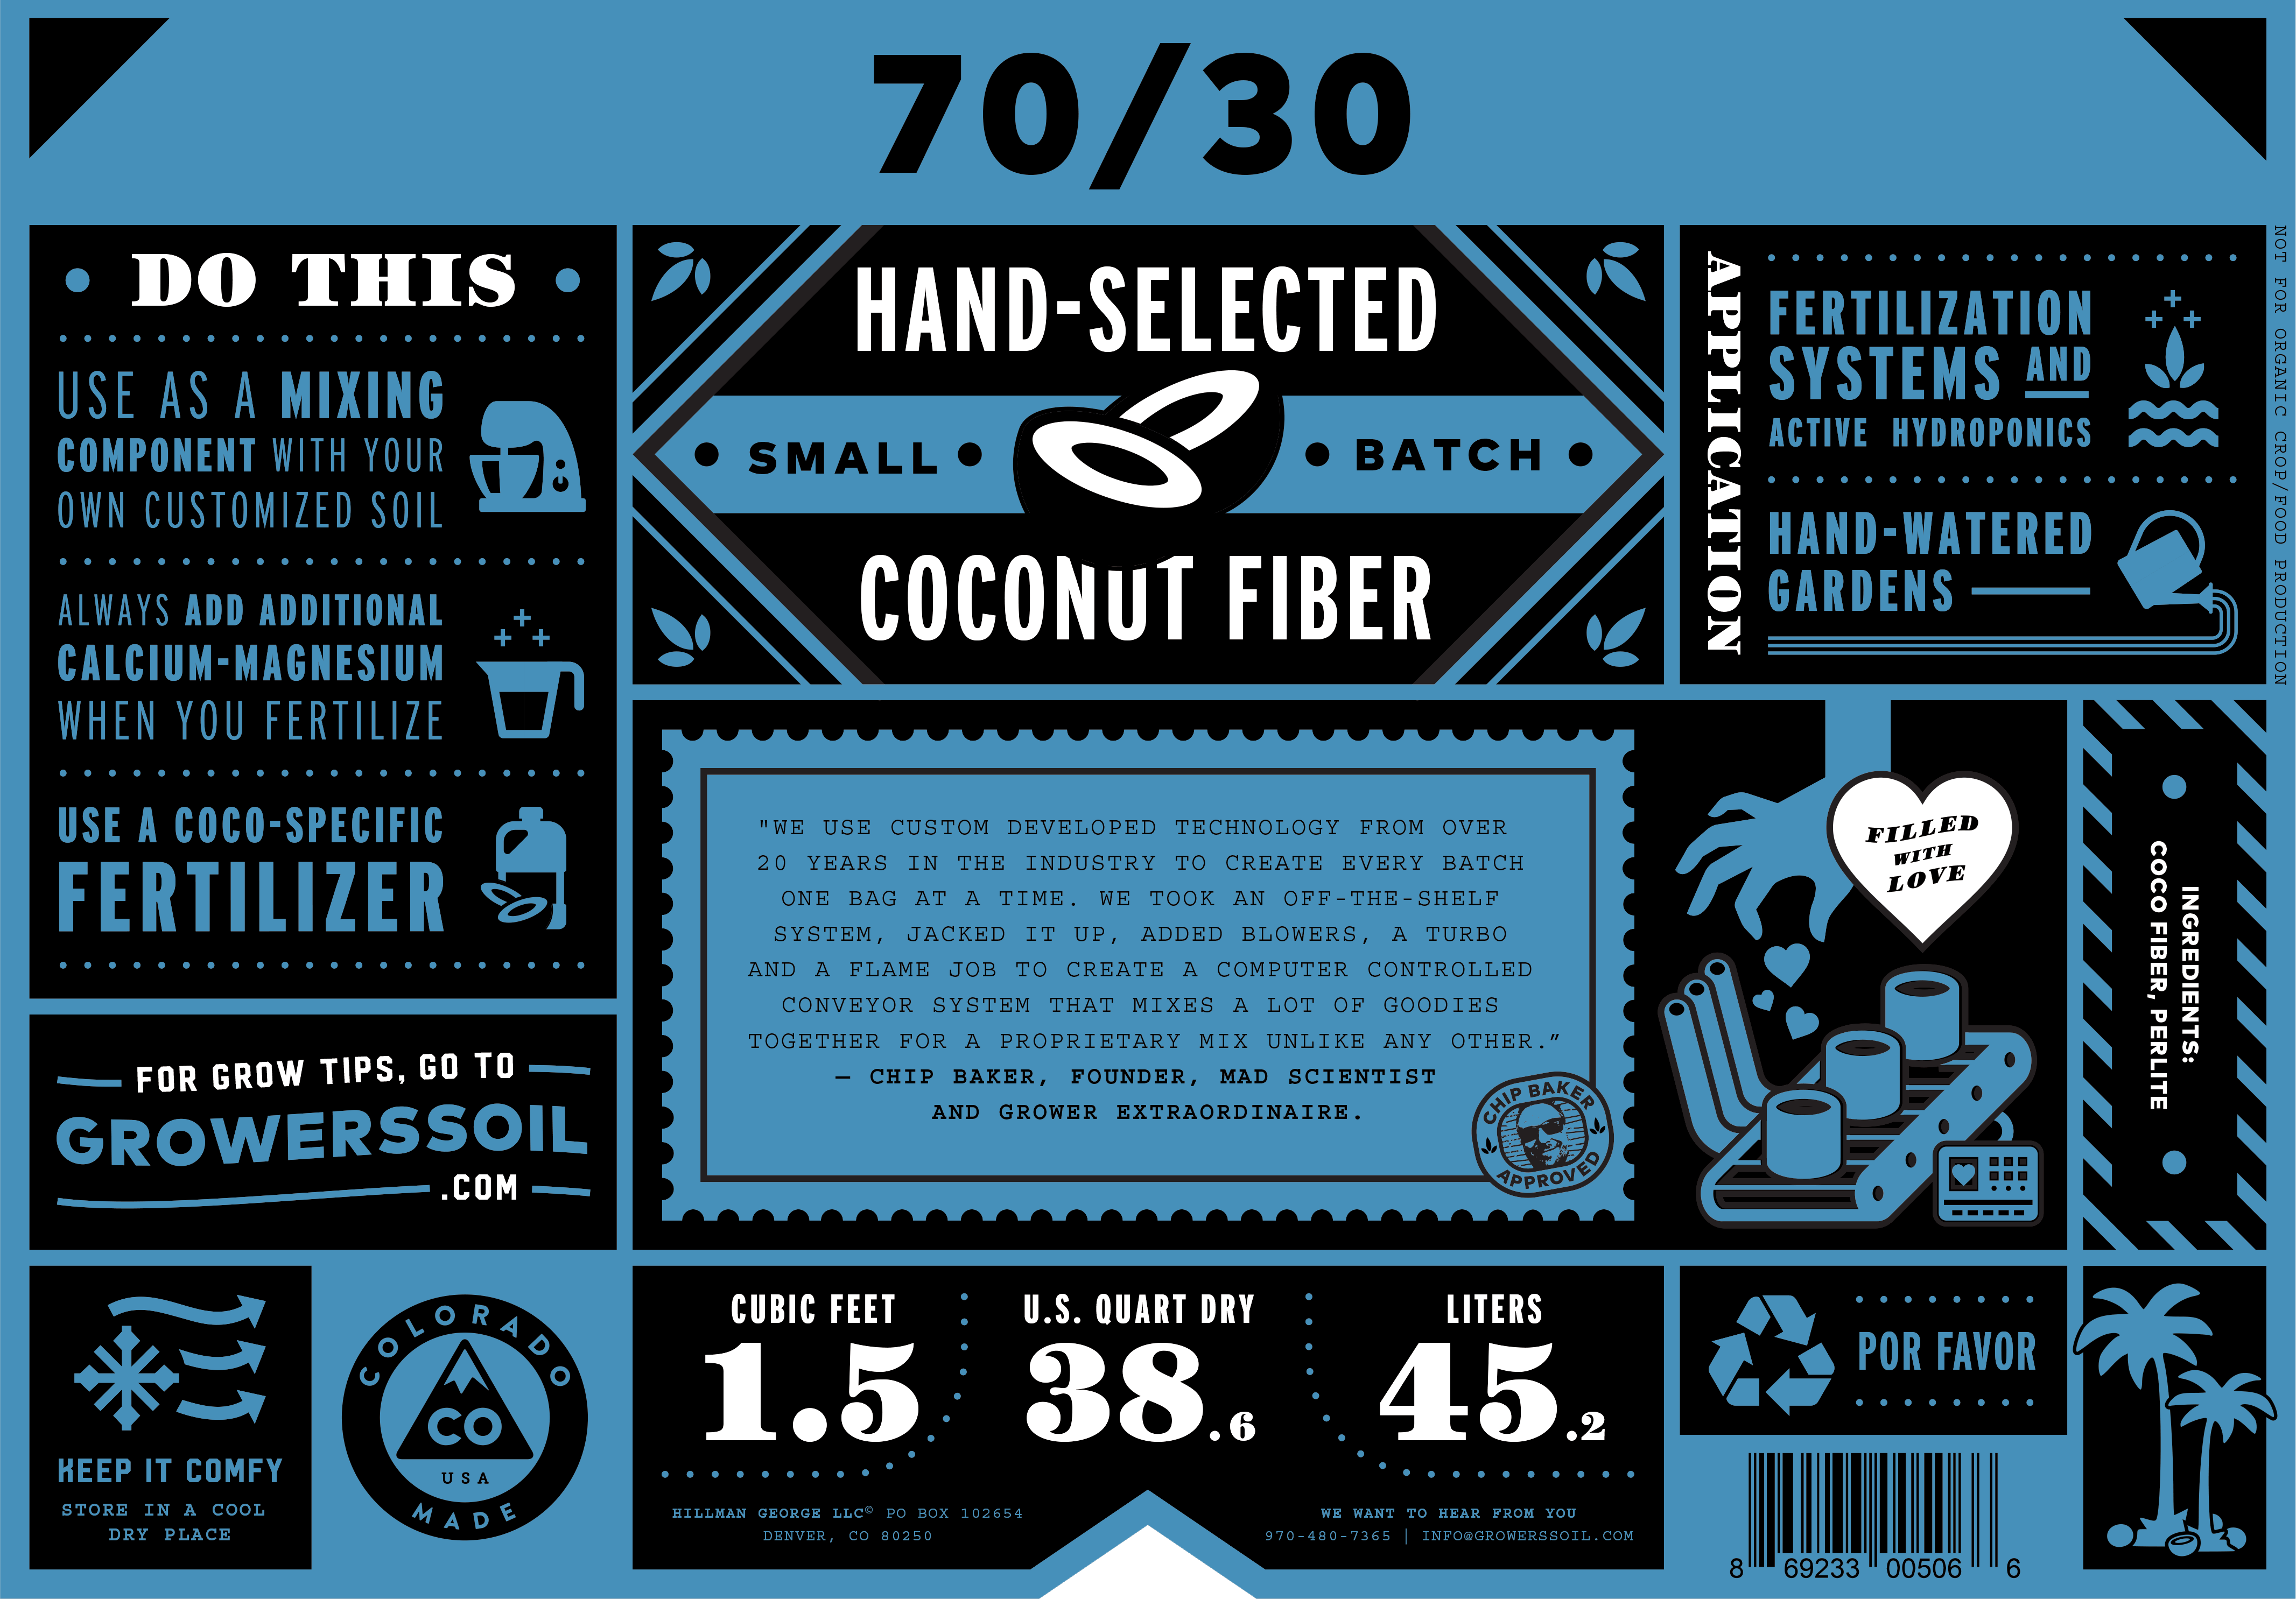 70/30
DO THIS
USE AS A MIXING
COMPONENT WITH YOUR
OWN CUSTOMIZED SOIL
ALWAYS ADD ADDITIONAL
CALCIUM-MAGNESIUM
WHEN YOU FERTILIZE
USE A COCO-SPECIFIC
FERTILIZER
FOR GROW TIPS, GO TO
GROWERSSOIL
.COM
HAND-SELECTED
SMALL BATCH
COCONUT FIBER
APPLICATION
FERTILIZATION
SYSTEMS AND
ACTIVE HYDROPONICS
HAND-WATERED
GARDENS
NOT FOR ORGANIC CROP/FOOD PRODUCTION
"WE USE CUSTOM DEVELOPED TECHNOLOGY FROM OVER
20 YEARS IN THE INDUSTRY TO CREATE EVERY BATCH
ONE BAG AT A TIME. WE TOOK AN OFF-THE-SHELF
SYSTEM, JACKED IT UP, ADDED BLOWERS, A TURBO
AND A FLAME JOB TO CREATE A COMPUTER CONTROLLED
CONVEYOR SYSTEM THAT MIXES A LOT OF GOODIES
TOGETHER FOR A PROPRIETARY MIX UNLIKE ANY OTHER.”
— CHIP BAKER, FOUNDER, MAD SCIENTIST
AND GROWER EXTRAORDINAIRE.
CHIP BAKER
APPROVED
FILLED
WITH
LOVE
INGREDIENTS:
COCO FIBER, PERLITE
KEEP IT COMFY
STORE IN A COOL
DRY PLACE
COLORADO
CO
USA
MADE
CUBIC FEET
1.5
U.S. QUART DRY
38.6
LITERS
45.2
HILLMAN GEORGE LLC© PO BOX 102654
DENVER, CO 80250
WE WANT TO HEAR FROM YOU
970-480-7365 | INFO@GROWERSSOIL.COM
POR FAVOR
8 69233 00506 6